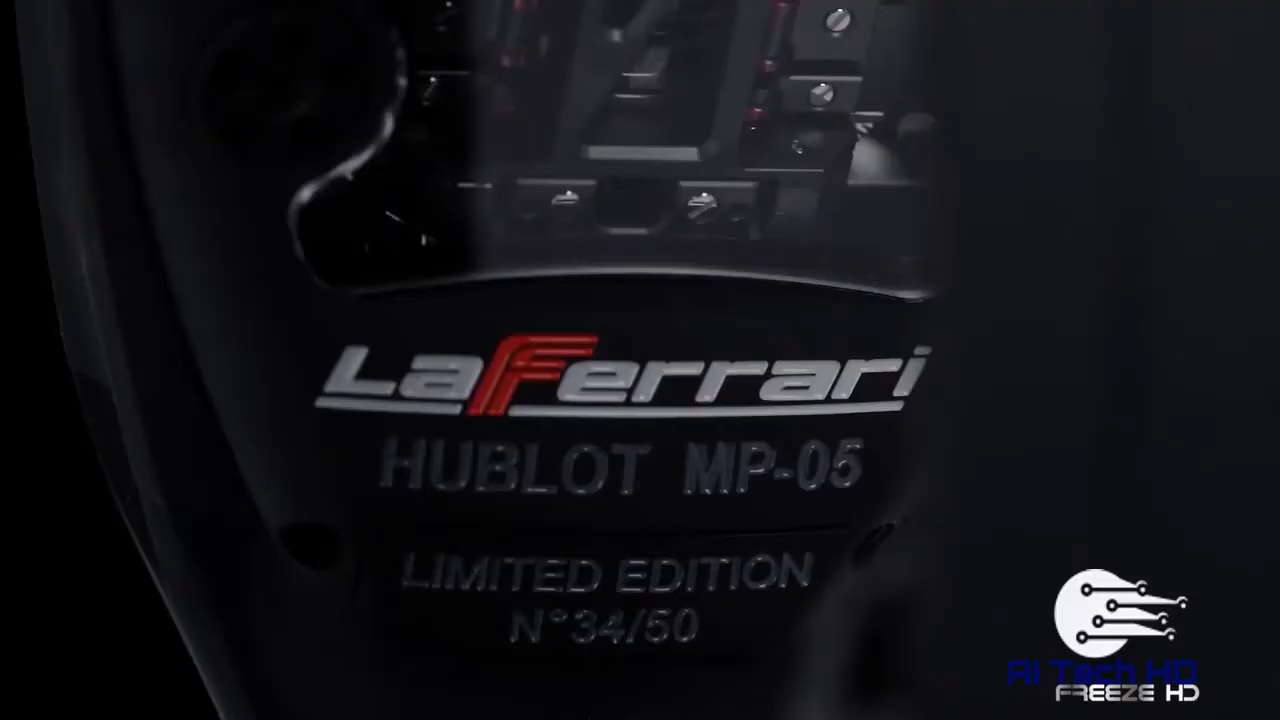 LaFerrari
HUBLOT MP-05
LIMITED EDITION
N°34/50
AI Tech HD
FREEZE HD